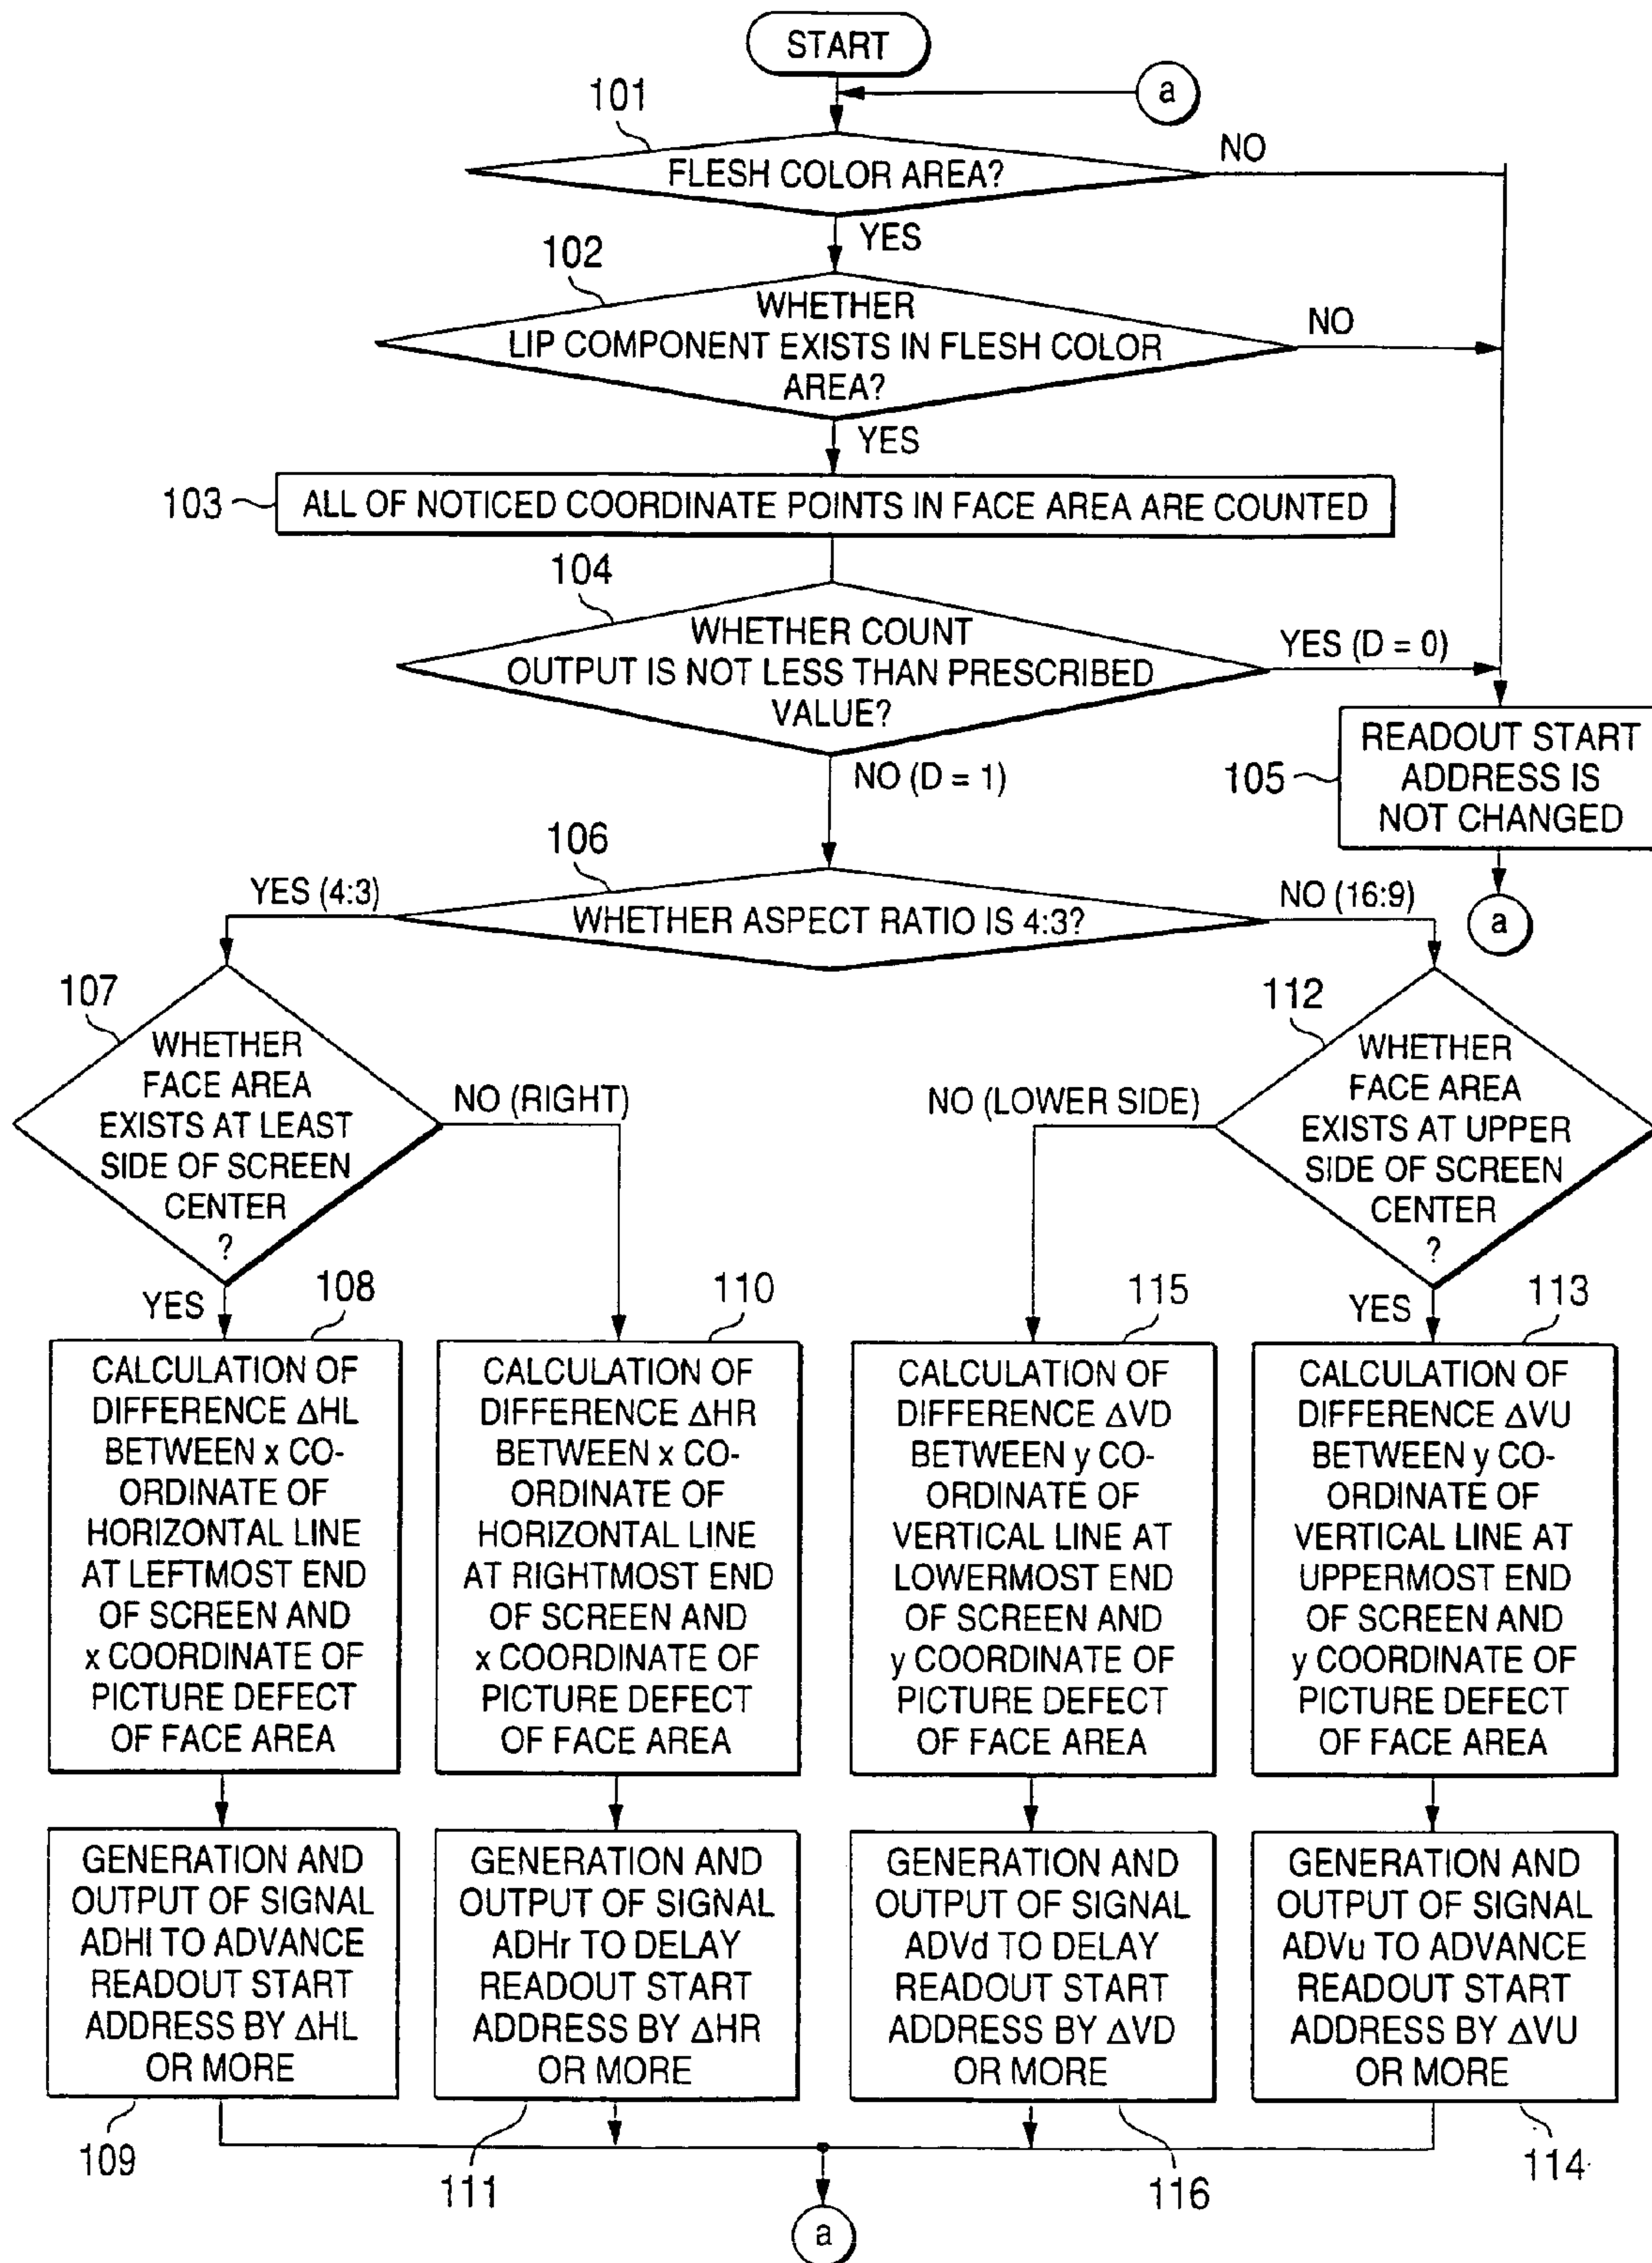 START
a
101
FLESH COLOR AREA?
NO
YES
102
WHETHER
LIP COMPONENT EXISTS IN FLESH COLOR
AREA?
NO
YES
103
ALL OF NOTICED COORDINATE POINTS IN FACE AREA ARE COUNTED
104
WHETHER COUNT
OUTPUT IS NOT LESS THAN PRESCRIBED
VALUE?
YES (D = 0)
NO (D = 1)
105
READOUT START
ADDRESS IS
NOT CHANGED
a
106
WHETHER ASPECT RATIO IS 4:3?
YES (4:3)
NO (16:9)
107
WHETHER
FACE AREA
EXISTS AT LEAST
SIDE OF SCREEN
CENTER
?
NO (RIGHT)
YES
112
WHETHER
FACE AREA
EXISTS AT UPPER
SIDE OF SCREEN
CENTER
?
NO (LOWER SIDE)
YES
108
CALCULATION OF
DIFFERENCE ΔHL
BETWEEN x CO-
ORDINATE OF
HORIZONTAL LINE
AT LEFTMOST END
OF SCREEN AND
x COORDINATE OF
PICTURE DEFECT
OF FACE AREA
110
CALCULATION OF
DIFFERENCE ΔHR
BETWEEN x CO-
ORDINATE OF
HORIZONTAL LINE
AT RIGHTMOST END
OF SCREEN AND
x COORDINATE OF
PICTURE DEFECT
OF FACE AREA
115
CALCULATION OF
DIFFERENCE ΔVD
BETWEEN y CO-
ORDINATE OF
VERTICAL LINE AT
LOWERMOST END
OF SCREEN AND
y COORDINATE OF
PICTURE DEFECT
OF FACE AREA
113
CALCULATION OF
DIFFERENCE ΔVU
BETWEEN y CO-
ORDINATE OF
VERTICAL LINE AT
UPPERMOST END
OF SCREEN AND
y COORDINATE OF
PICTURE DEFECT
OF FACE AREA
GENERATION AND
OUTPUT OF SIGNAL
ADHl TO ADVANCE
READOUT START
ADDRESS BY ΔHL
OR MORE
109
GENERATION AND
OUTPUT OF SIGNAL
ADHr TO DELAY
READOUT START
ADDRESS BY ΔHR
OR MORE
111
GENERATION AND
OUTPUT OF SIGNAL
ADVd TO DELAY
READOUT START
ADDRESS BY ΔVD
OR MORE
116
GENERATION AND
OUTPUT OF SIGNAL
ADVu TO ADVANCE
READOUT START
ADDRESS BY ΔVU
OR MORE
114
a